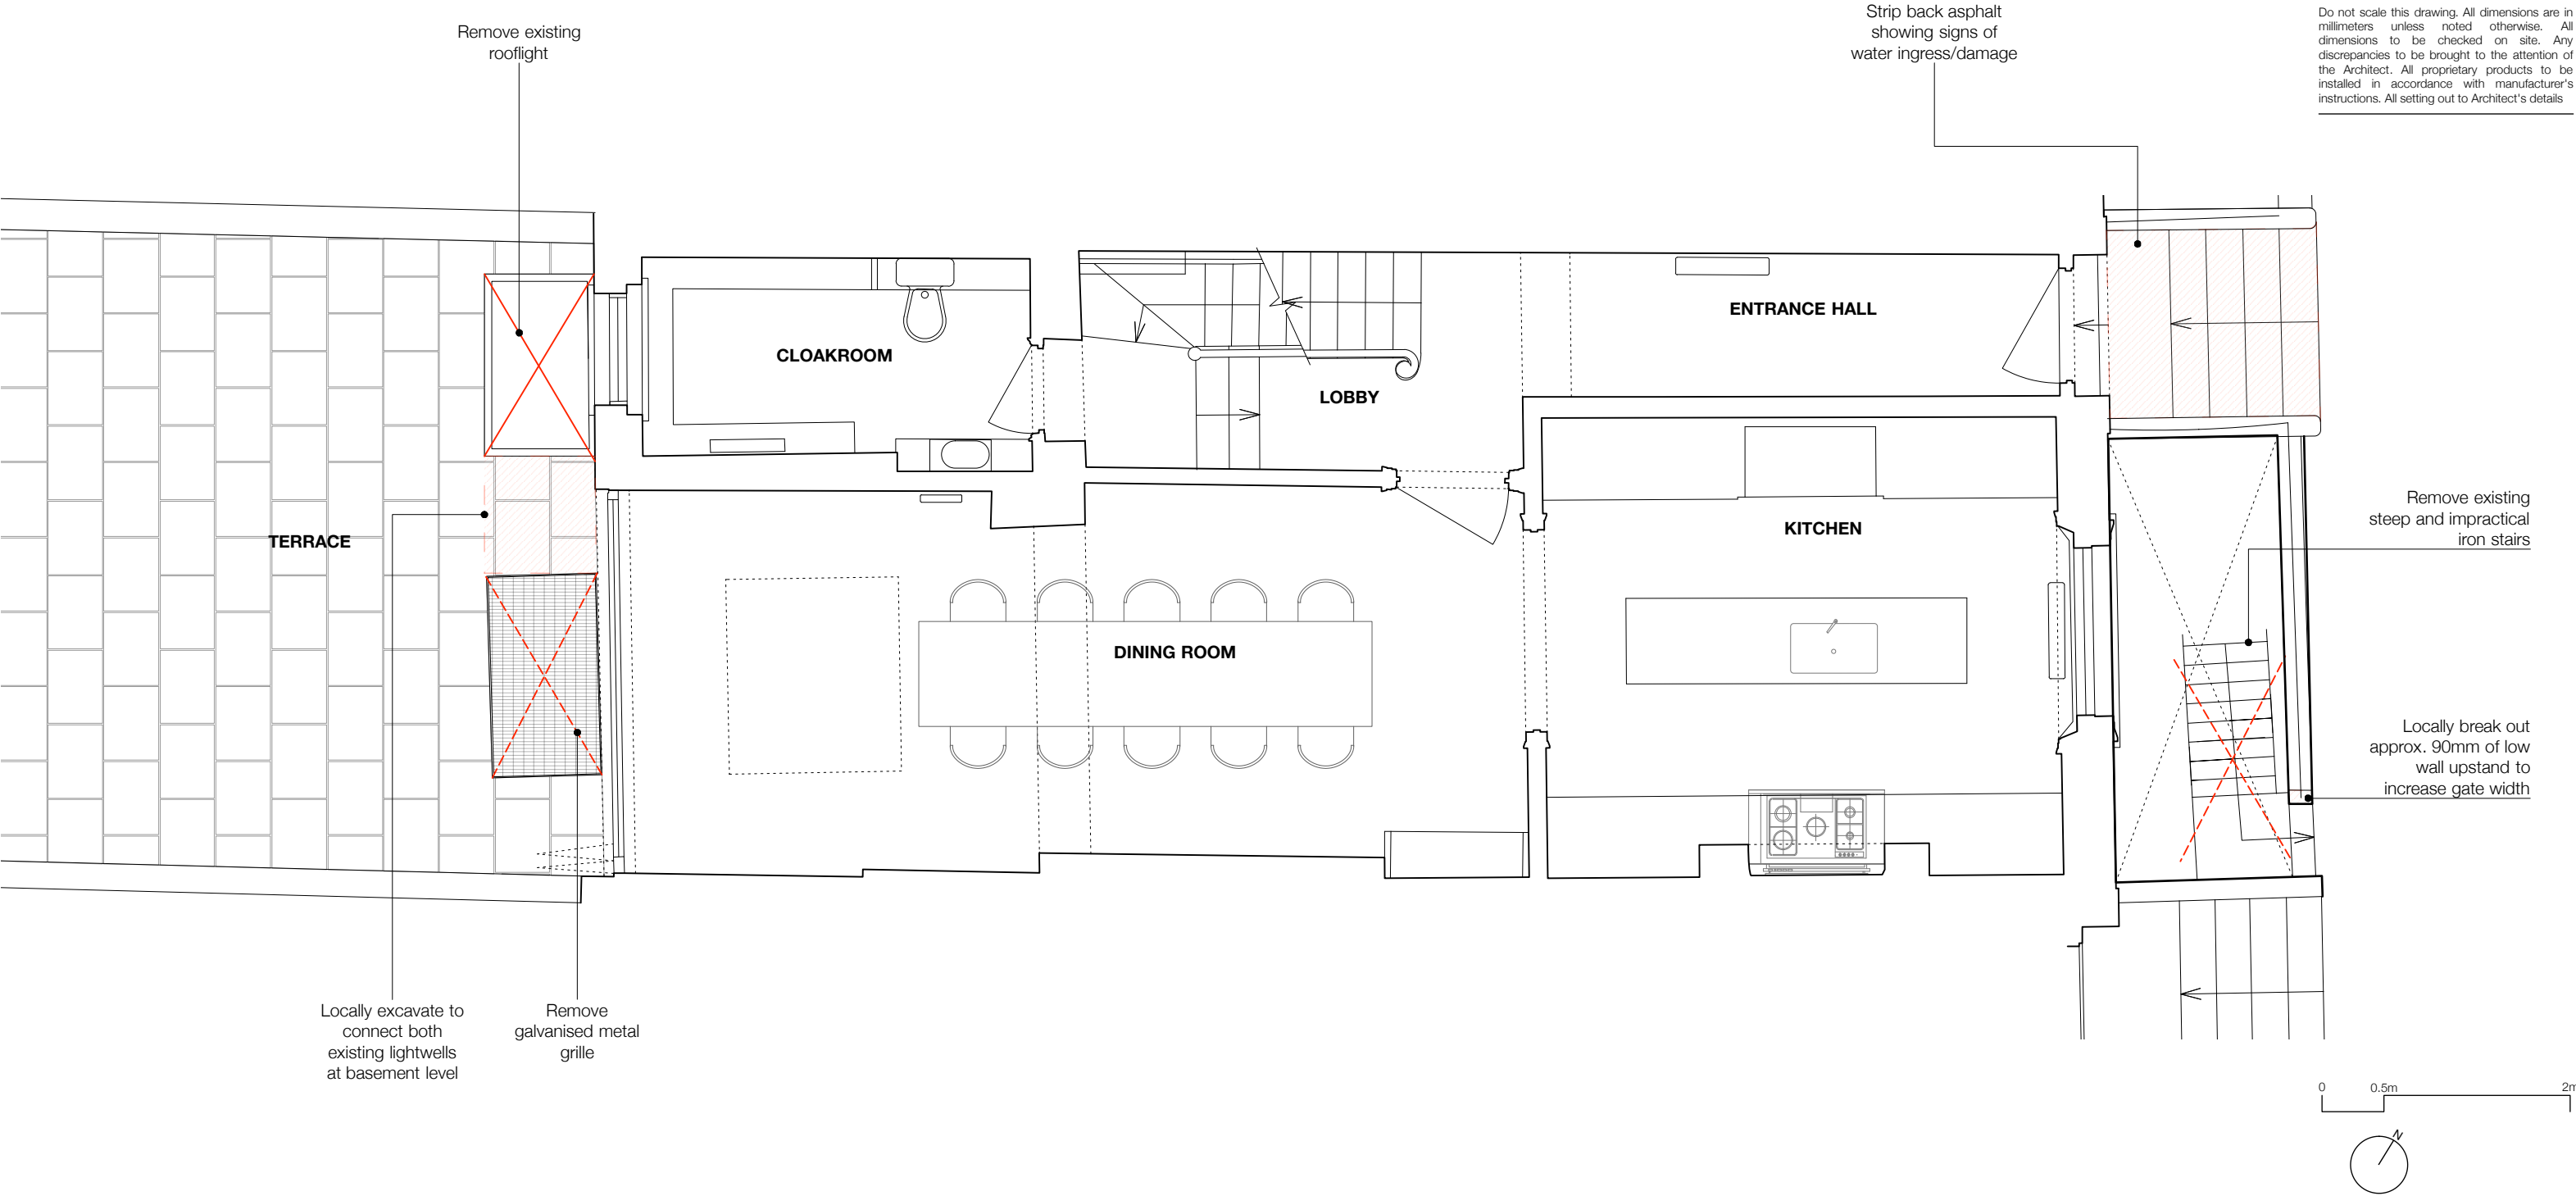 Remove existing
rooflight
Strip back asphalt
showing signs of
water ingress/damage
Do not scale this drawing. All dimensions are in
millimeters unless noted otherwise. All
dimensions to be checked on site. Any
discrepancies to be brought to the attention of
the Architect. All proprietary products to be
installed in accordance with manufacturer's
instructions. All setting out to Architect's details
ENTRANCE HALL
CLOAKROOM
LOBBY
Remove existing
steep and impractical
iron stairs
KITCHEN
TERRACE
DINING ROOM
Locally break out
approx. 90mm of low
wall upstand to
increase gate width
Locally excavate to
connect both
existing lightwells
at basement level
Remove
galvanised metal
grille
0 0.5m 2m
N